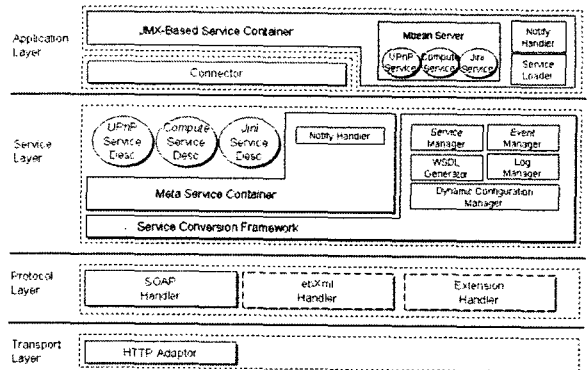 Application
Layer
JMX-Based Service Container
Connector
Mbean Server
UPnP
Service
Compute
Service
Jini
Service
Notify
Handler
Service
Loader
Service
Layer
UPnP
Service
Desc
Compute
Service
Desc
Jini
Service
Desc
Notify Handler
Meta Service Container
Service Conversion Framework
Service
Manager
Event
Manager
WSDL
Generator
Log
Manager
Dynamic Configuration
Manager
Protocol
Layer
SOAP
Handler
ebXml
Handler
Extension
Handler
Transport
Layer
HTTP Adaptor